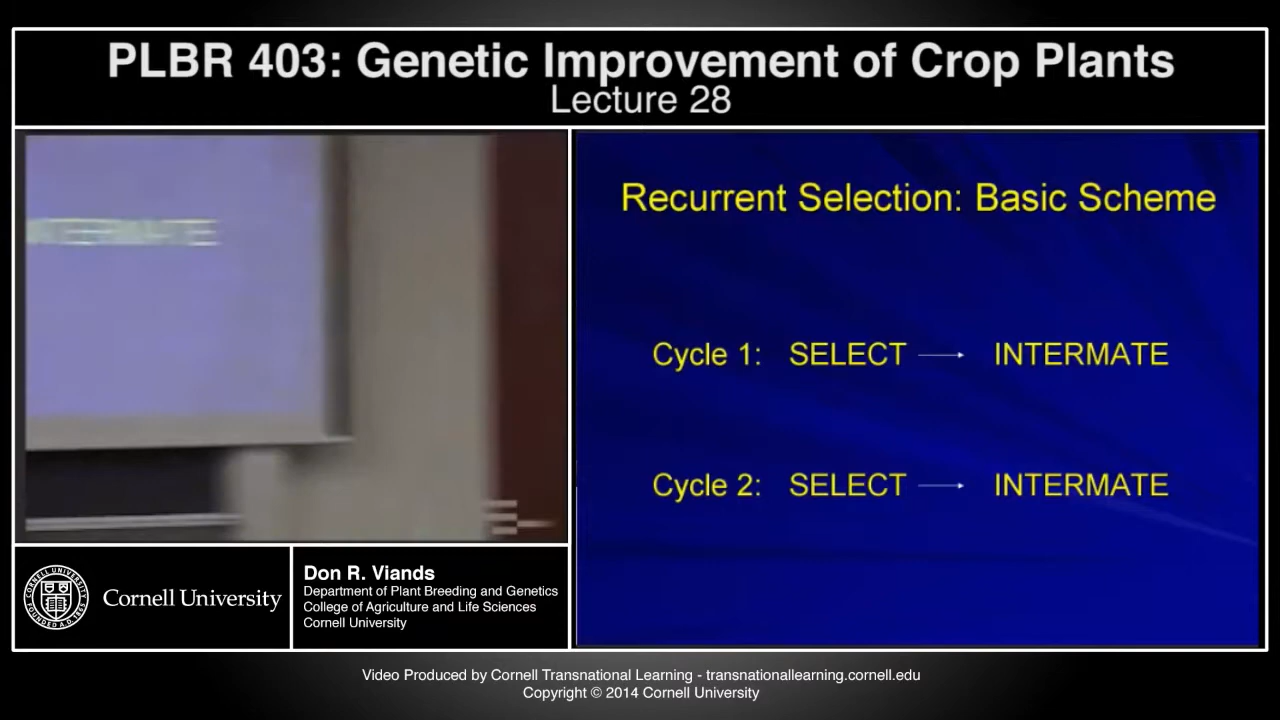 PLBR 403: Genetic Improvement of Crop Plants
Lecture 28
INTERMATE
Recurrent Selection: Basic Scheme
Cycle 1: SELECT → INTERMATE
Cycle 2: SELECT → INTERMATE
Cornell University
Don R. Viands
Department of Plant Breeding and Genetics
College of Agriculture and Life Sciences
Cornell University
Video Produced by Cornell Transnational Learning - transnationallearning.cornell.edu
Copyright © 2014 Cornell University